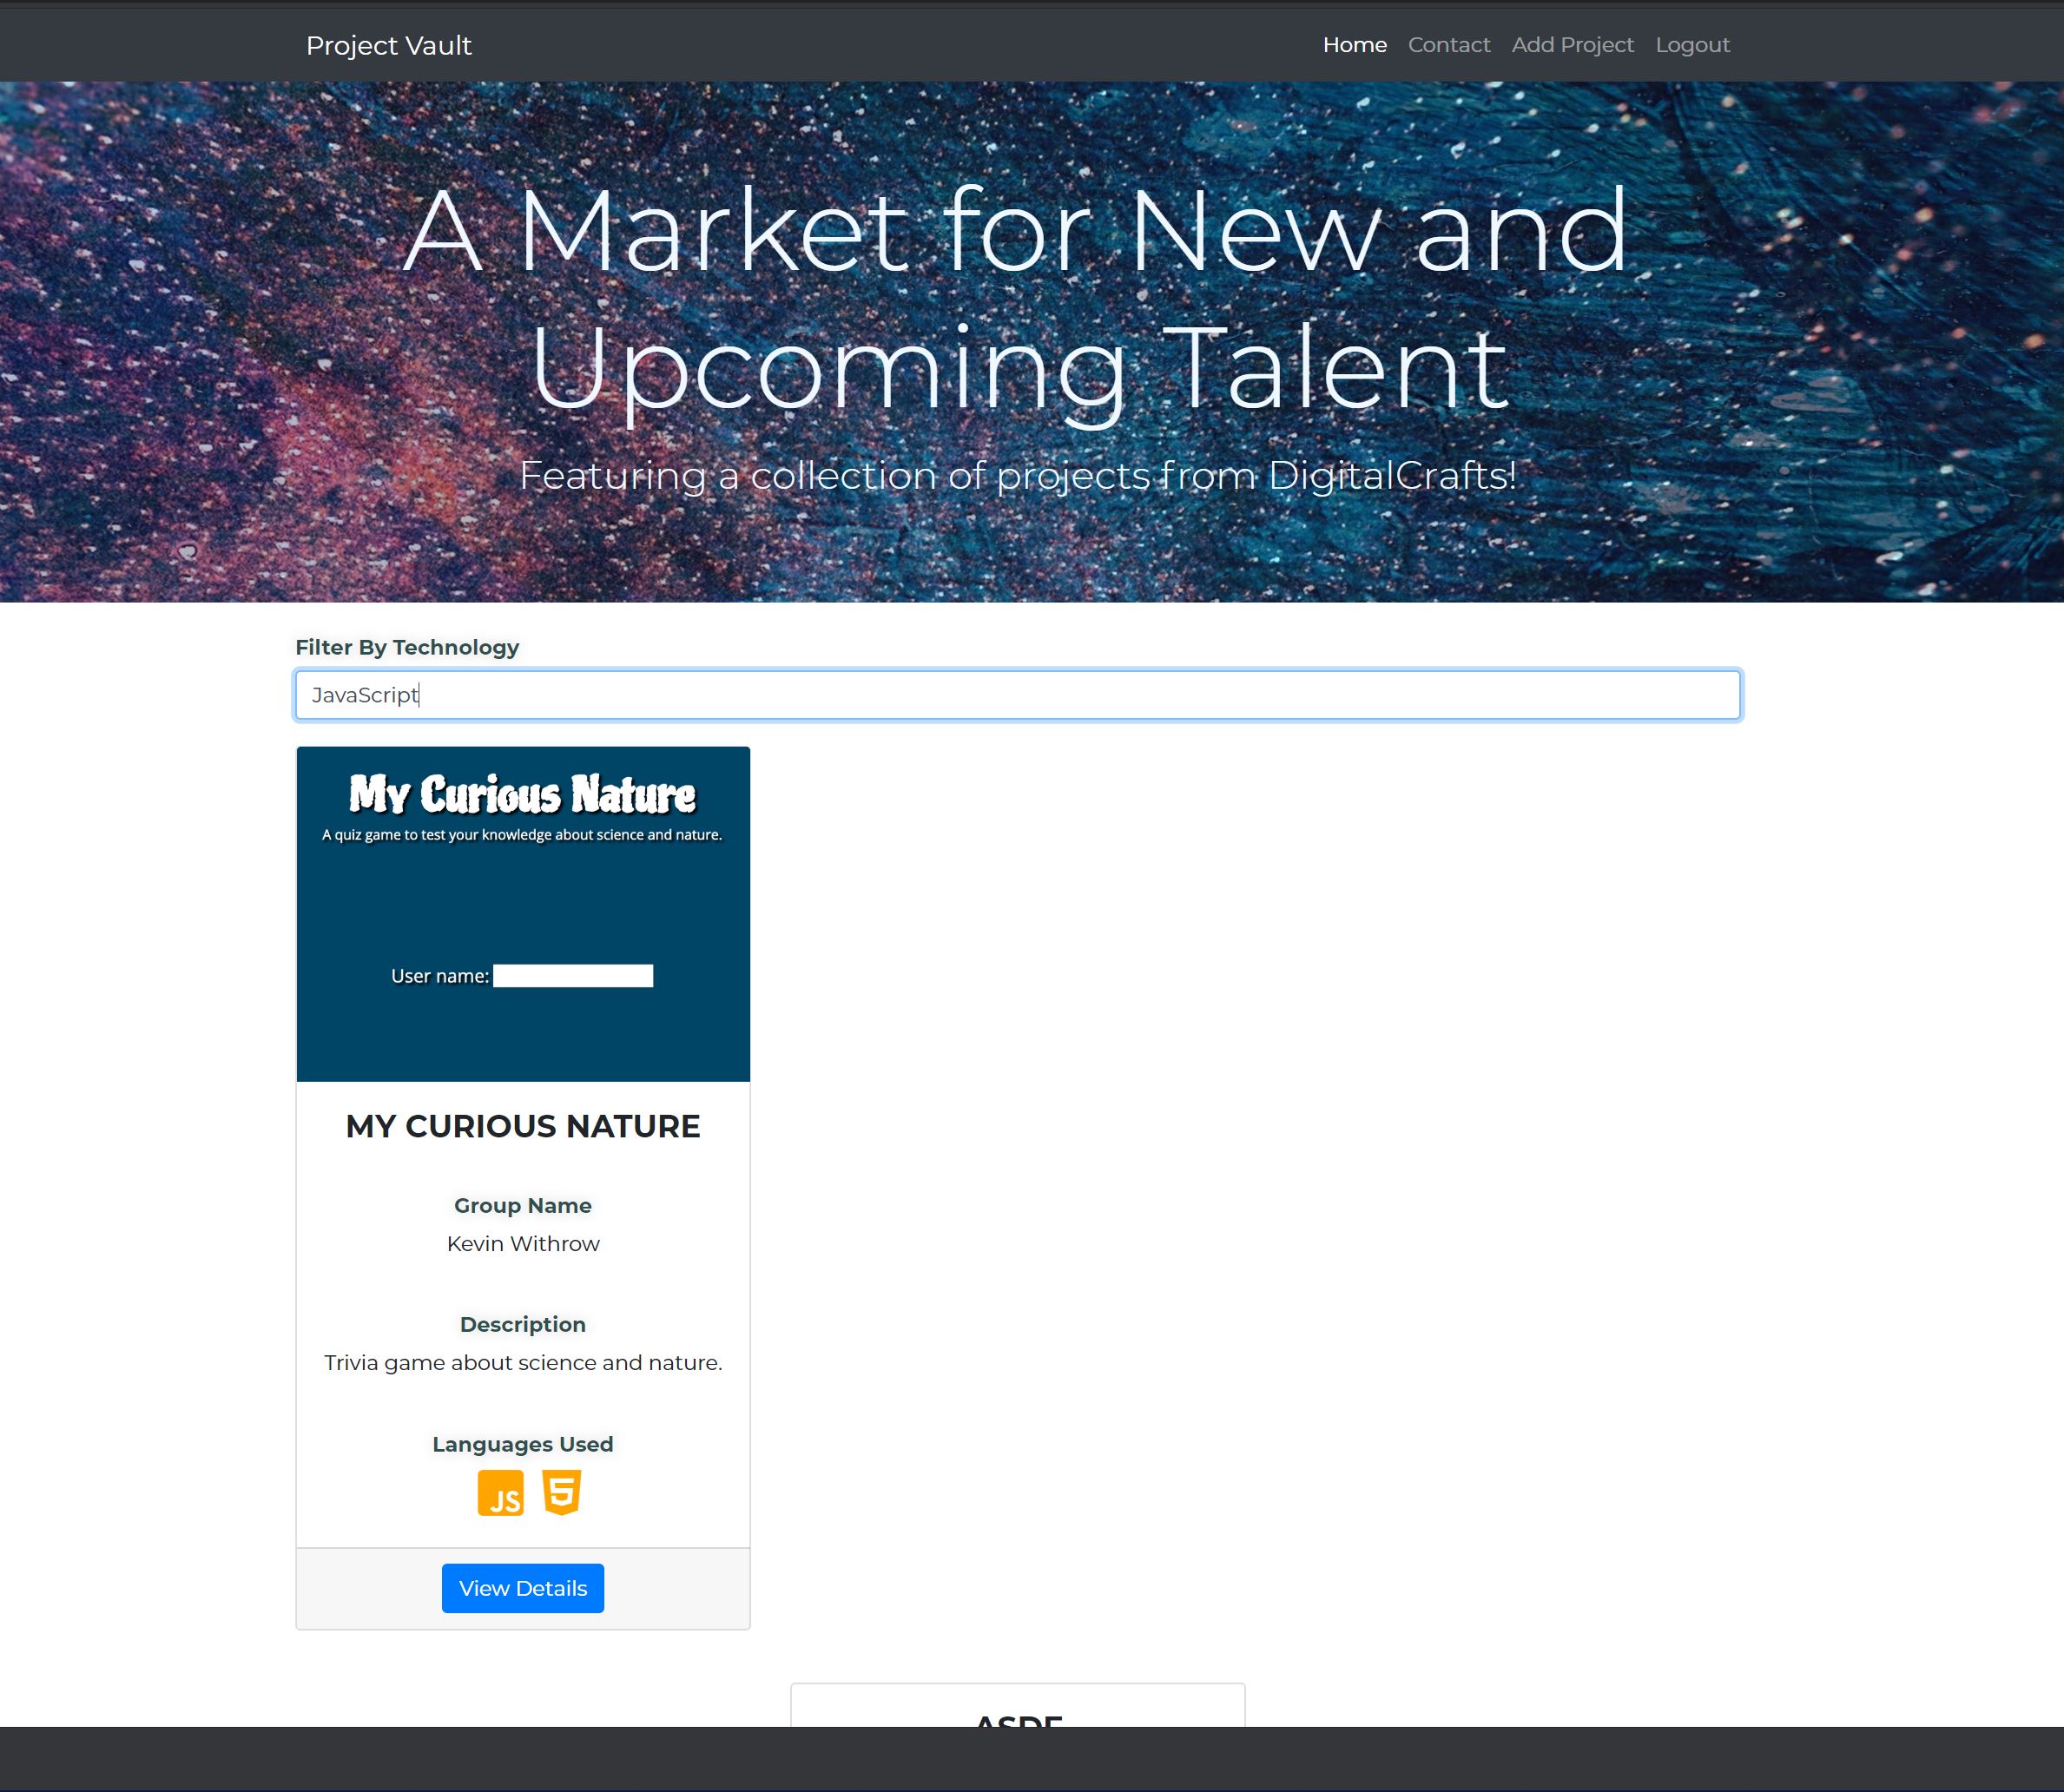 Project Vault
Home Contact Add Project Logout
A Market for New and
Upcoming Talent
Featuring a collection of projects from DigitalCrafts!
Filter By Technology
JavaScript
My Curious Nature
A quiz game to test your knowledge about science and nature.
User name:
MY CURIOUS NATURE
Group Name
Kevin Withrow
Description
Trivia game about science and nature.
Languages Used
JS 5
View Details